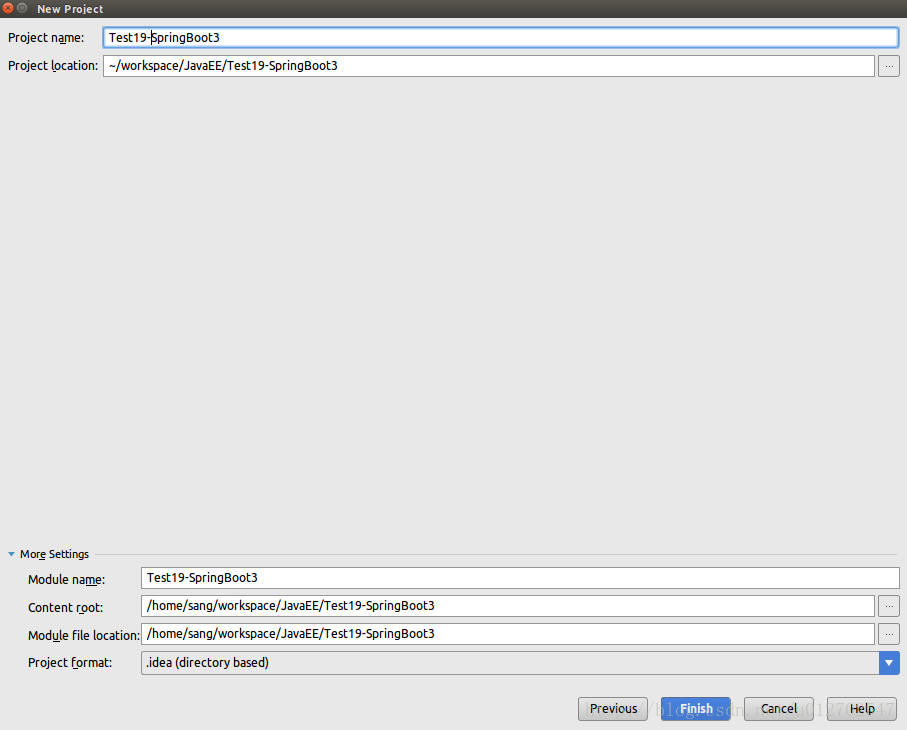 New Project
Project name: Test19-SpringBoot3
Project location: ~/workspace/JavaEE/Test19-SpringBoot3 ...
More Settings
Module name: Test19-SpringBoot3
Content root: /home/sang/workspace/JavaEE/Test19-SpringBoot3 ...
Module file location: /home/sang/workspace/JavaEE/Test19-SpringBoot3 ...
Project format: .idea (directory based)
Previous Finish Cancel Help